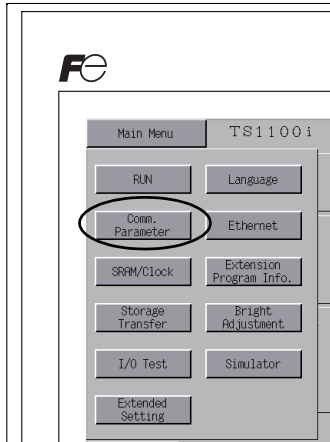 Fe
Main Menu
TS1100i
RUN
Language
Comm.
Parameter
Ethernet
SRAM/Clock
Extension
Program Info.
Storage
Transfer
Bright
Adjustment
I/O Test
Simulator
Extended
Setting